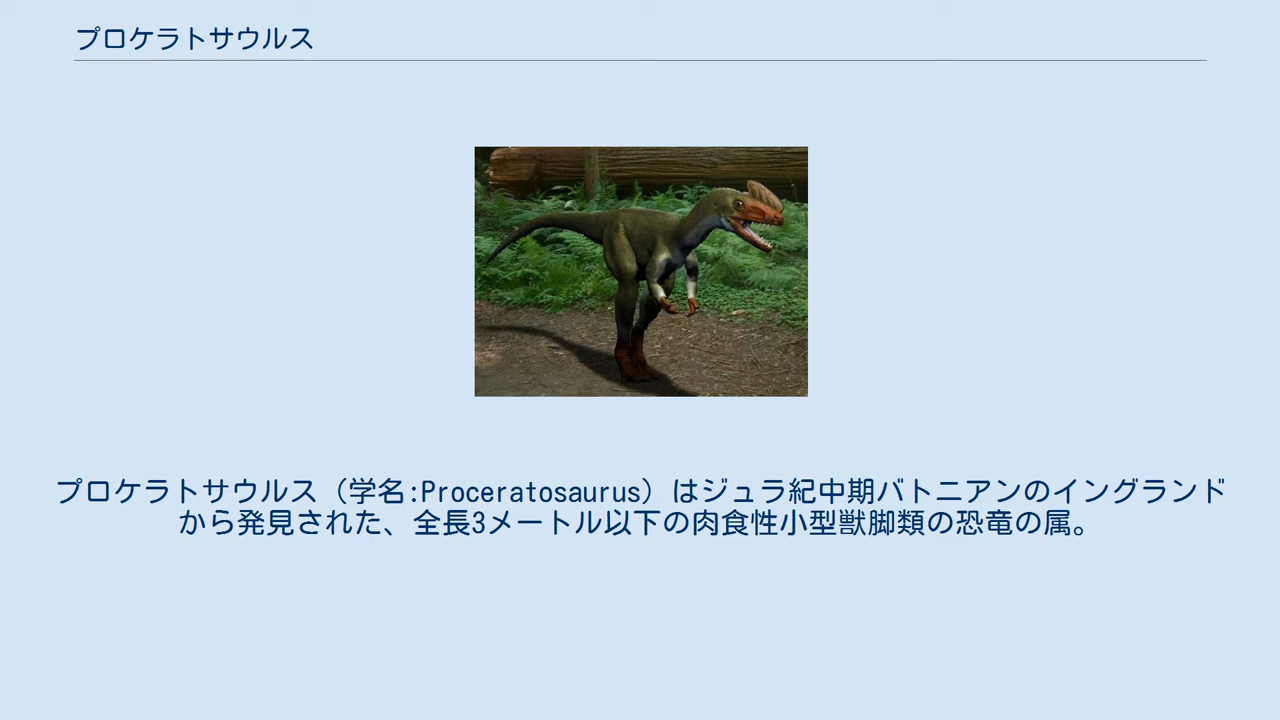 プロケラトサウルス
プロケラトサウルス（学名:Proceratosaurus）はジュラ紀中期バトニアンのイングランド
から発見された、全長3メートル以下の肉食性小型獣脚類の恐竜の属。